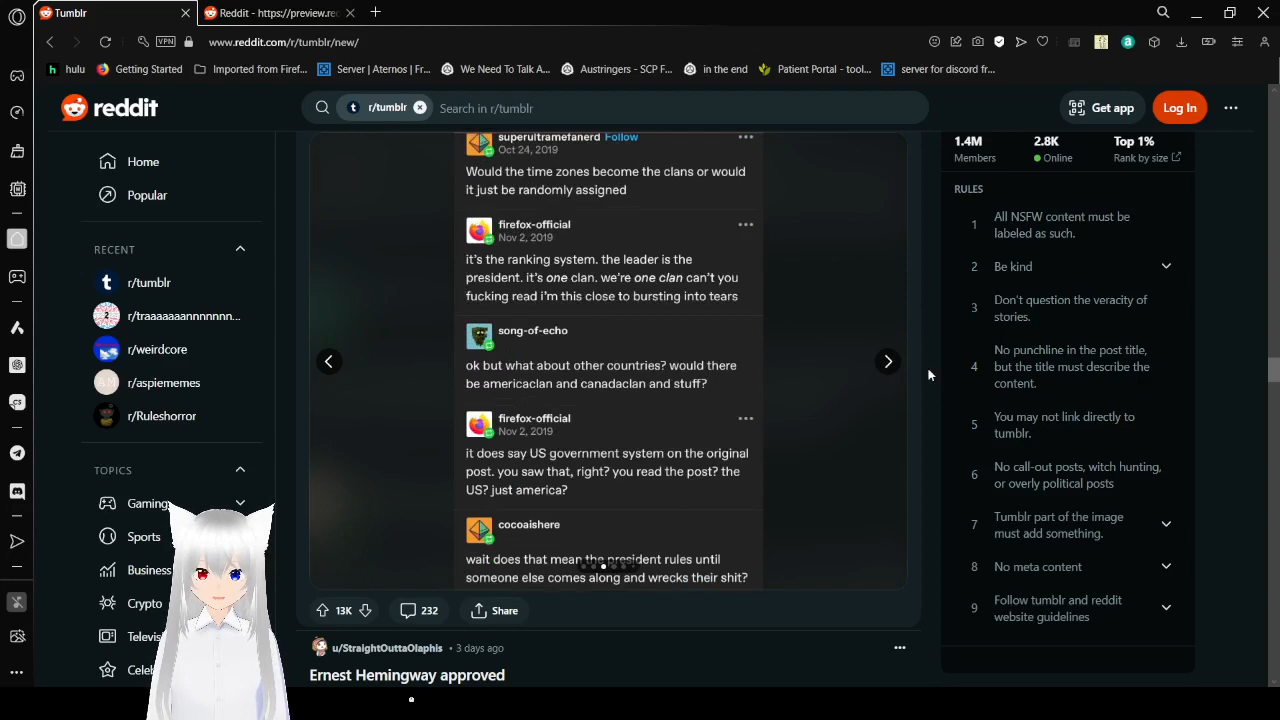 Tumblr
Reddit - https://preview.rec
VPN
www.reddit.com/r/tumblr/new/
hulu
Getting Started
Imported from Firef...
Server | Aternos | Fr...
We Need To Talk A...
Austringers - SCP F...
in the end
Patient Portal - tool...
server for discord fr...
reddit
r/tumblr
Search in r/tumblr
Get app
Log In
Home
Popular
RECENT
r/tumblr
r/traaaaaaannnnnnn...
r/weirdcore
r/aspiememes
r/Ruleshorror
TOPICS
Gaming
Sports
Business
Crypto
Televi
Celeb
superultramefanerd Follow
Oct 24, 2019
Would the time zones become the clans or would
it just be randomly assigned
firefox-official
Nov 2, 2019
it's the ranking system. the leader is the
president. it's one clan. we're one clan can't you
fucking read i'm this close to bursting into tears
song-of-echo
ok but what about other countries? would there
be americaclan and canadaclan and stuff?
firefox-official
Nov 2, 2019
it does say US government system on the original
post. you saw that, right? you read the post? the
US? just america?
cocoaishere
wait does that mean the president rules until
someone else comes along and wrecks their shit?
13K
232
Share
u/StraightOuttaOlaphis • 3 days ago
Ernest Hemingway approved
1.4M
Members
2.8K
Online
Top 1%
Rank by size
RULES
1 All NSFW content must be
labeled as such.
2 Be kind
3 Don't question the veracity of
stories.
4 No punchline in the post title,
but the title must describe the
content.
5 You may not link directly to
tumblr.
6 No call-out posts, witch hunting,
or overly political posts
7 Tumblr part of the image
must add something.
8 No meta content
9 Follow tumblr and reddit
website guidelines